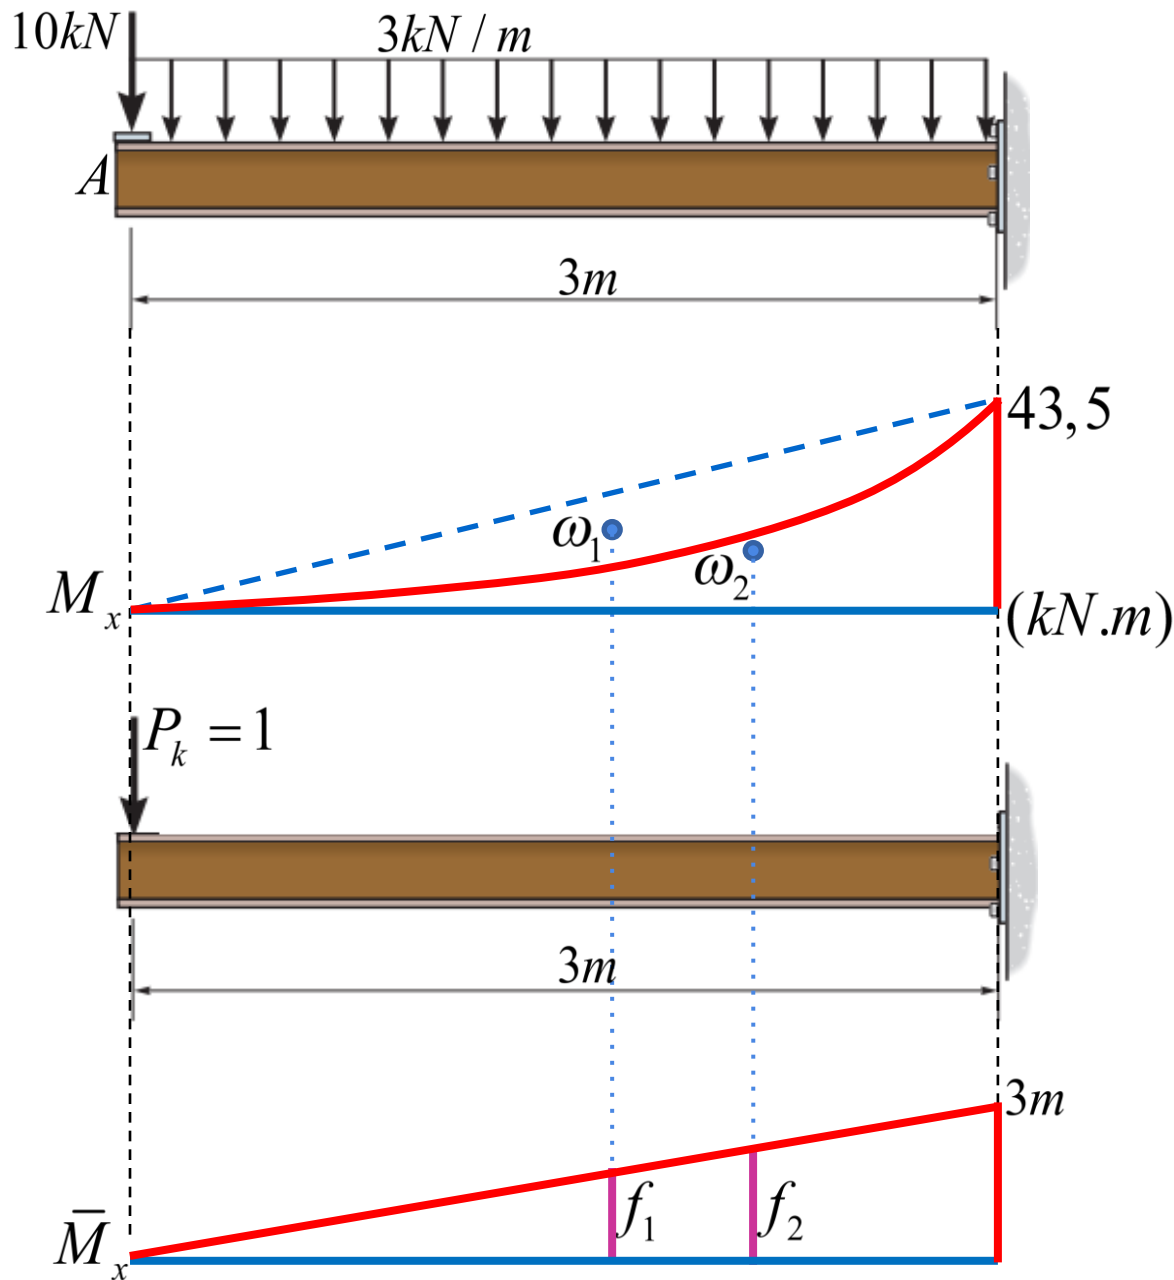 10kN
3kN / m
A
3m
43,5
ω₁
ω₂
Mₓ
(kN.m)
Pₖ = 1
3m
3m
f₁
f₂
M̄ₓ